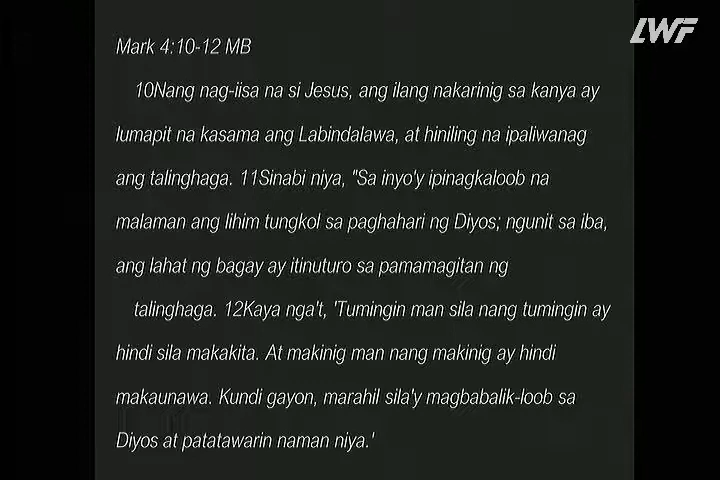 LWF
Mark 4:10-12 MB
10Nang nag-iisa na si Jesus, ang ilang nakarinig sa kanya ay
lumapit na kasama ang Labindalawa, at hiniling na ipaliwanag
ang talinghaga. 11Sinabi niya, "Sa inyo'y ipinagkaloob na
malaman ang lihim tungkol sa paghahari ng Diyos; ngunit sa iba,
ang lahat ng bagay ay itinuturo sa pamamagitan ng
talinghaga. 12Kaya nga't, 'Tumingin man sila nang tumingin ay
hindi sila makakita. At makinig man nang makinig ay hindi
makaunawa. Kundi gayon, marahil sila'y magbabalik-loob sa
Diyos at patatawarin naman niya.'